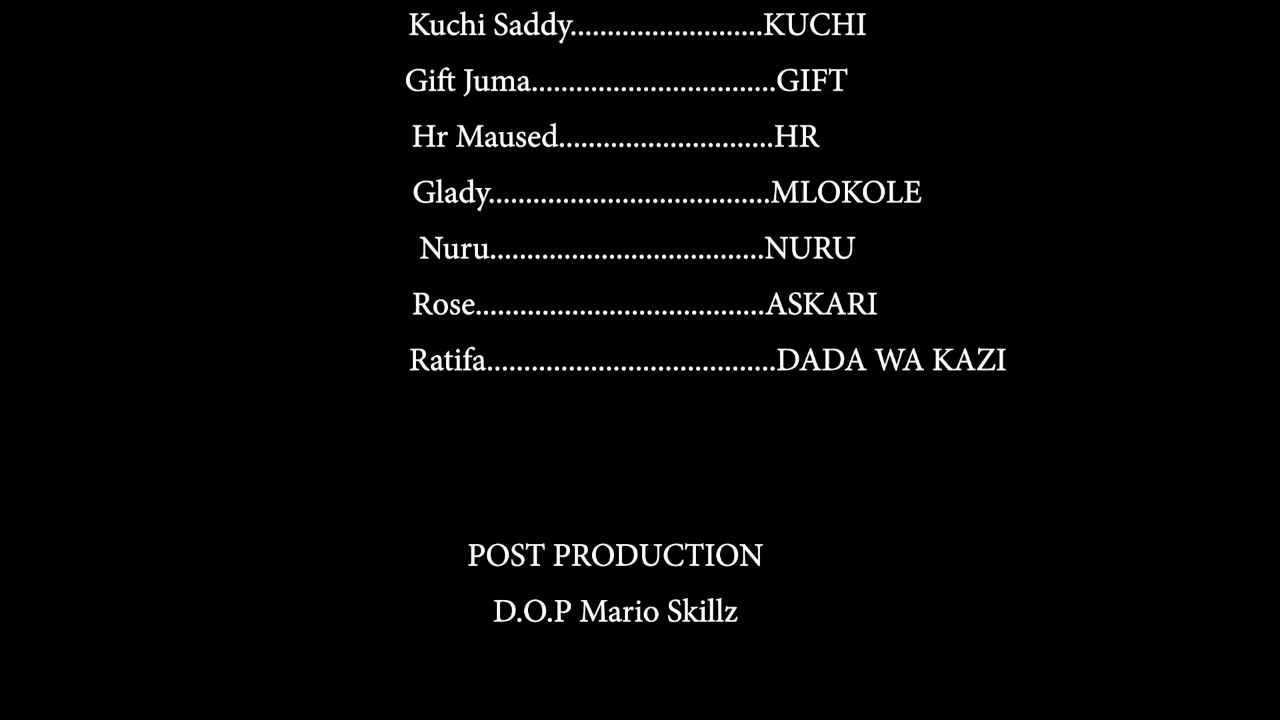 Kuchi Saddy..........................KUCHI
Gift Juma.................................GIFT
Hr Maused.............................HR
Glady......................................MLOKOLE
Nuru.....................................NURU
Rose.......................................ASKARI
Ratifa.......................................DADA WA KAZI
POST PRODUCTION
D.O.P Mario Skillz